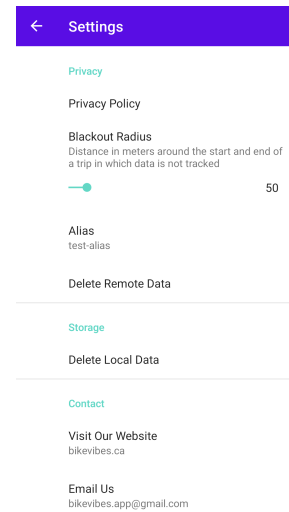 Settings
Privacy
Privacy Policy
Blackout Radius
Distance in meters around the start and end of
a trip in which data is not tracked
50
Alias
test-alias
Delete Remote Data
Storage
Delete Local Data
Contact
Visit Our Website
bikevibes.ca
Email Us
bikevibes.app@gmail.com